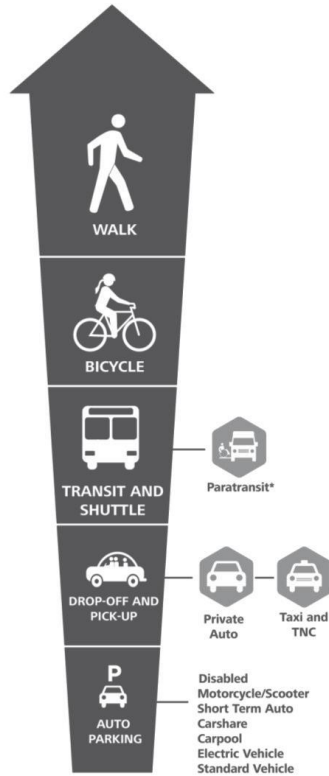 WALK
BICYCLE
TRANSIT AND
SHUTTLE
Paratransit*
DROP-OFF AND
PICK-UP
Private
Auto
Taxi and
TNC
P
AUTO
PARKING
Disabled
Motorcycle/Scooter
Short Term Auto
Carshare
Carpool
Electric Vehicle
Standard Vehicle